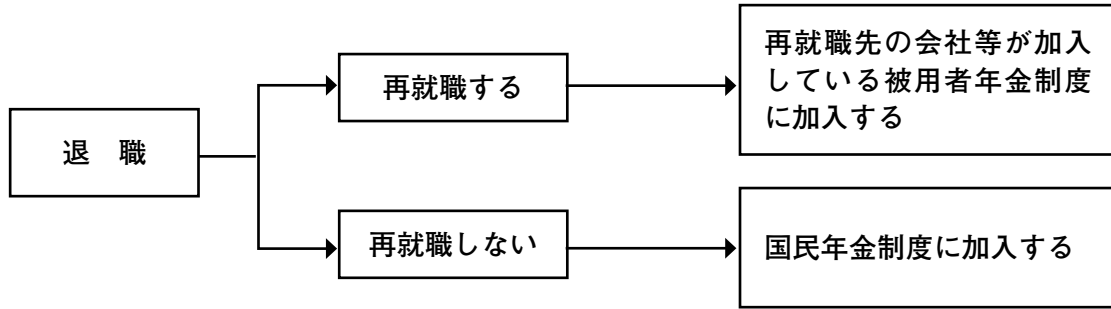 退　職
再就職する
再就職先の会社等が加入
している被用者年金制度
に加入する
再就職しない
国民年金制度に加入する